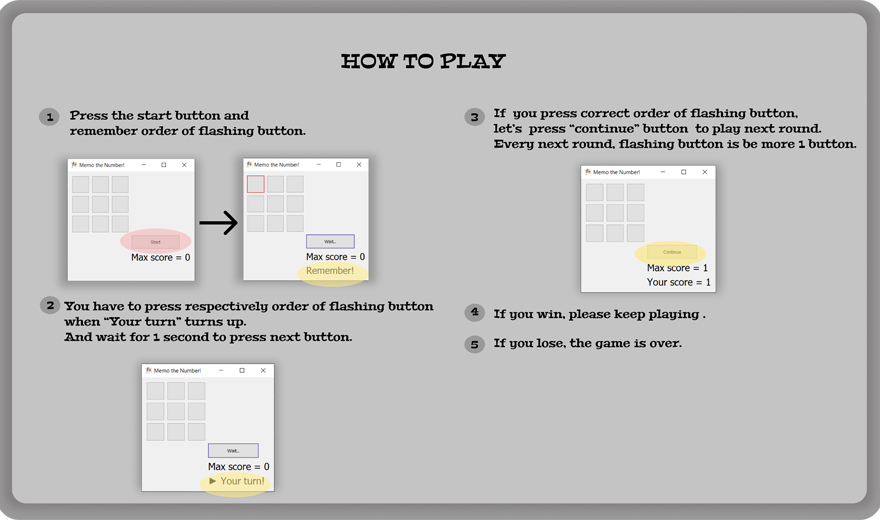 HOW TO PLAY
1 Press the start button and
remember order of flashing button.
Memo the Number!
Start
Max score = 0
Memo the Number!
Wait..
Max score = 0
Remember!
2 You have to press respectively order of flashing button
when "Your turn" turns up.
And wait for 1 second to press next button.
Memo the Number!
Wait..
Max score = 0
▶ Your turn!
3 If you press correct order of flashing button,
let's press "continue" button to play next round.
Every next round, flashing button is be more 1 button.
Memo the Number!
Continue
Max score = 1
Your score = 1
4 If you win, please keep playing .
5 If you lose, the game is over.